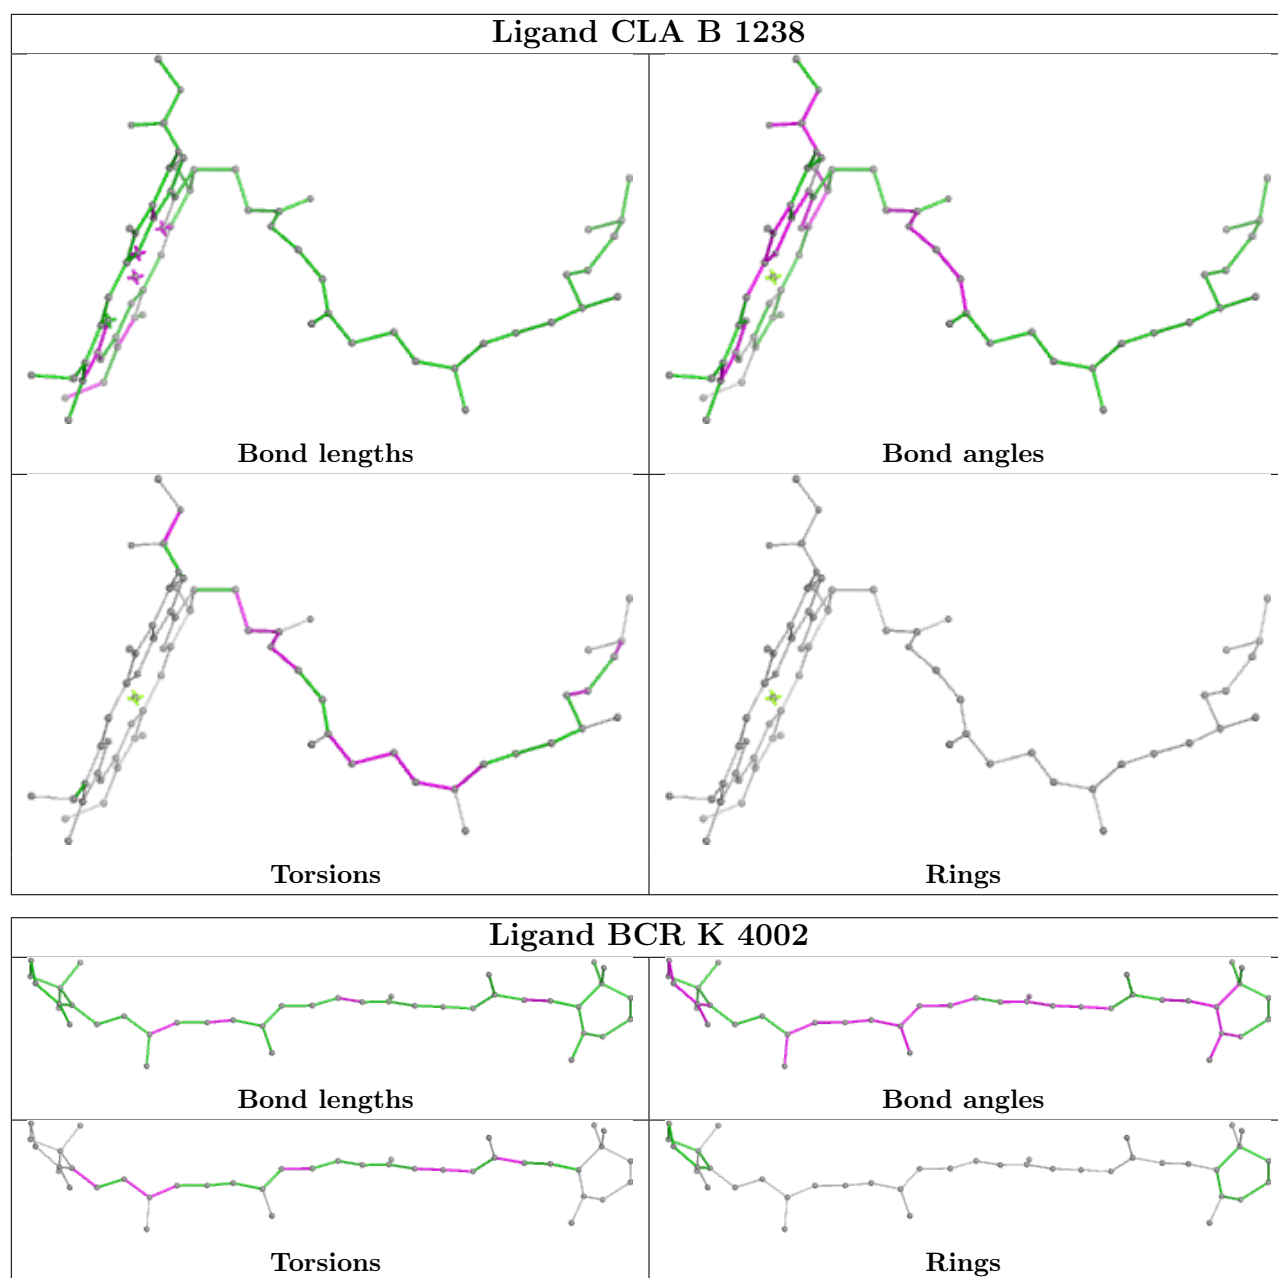 Ligand CLA B 1238
Bond lengths
Bond angles
Torsions
Rings
Ligand BCR K 4002
Bond lengths
Bond angles
Torsions
Rings